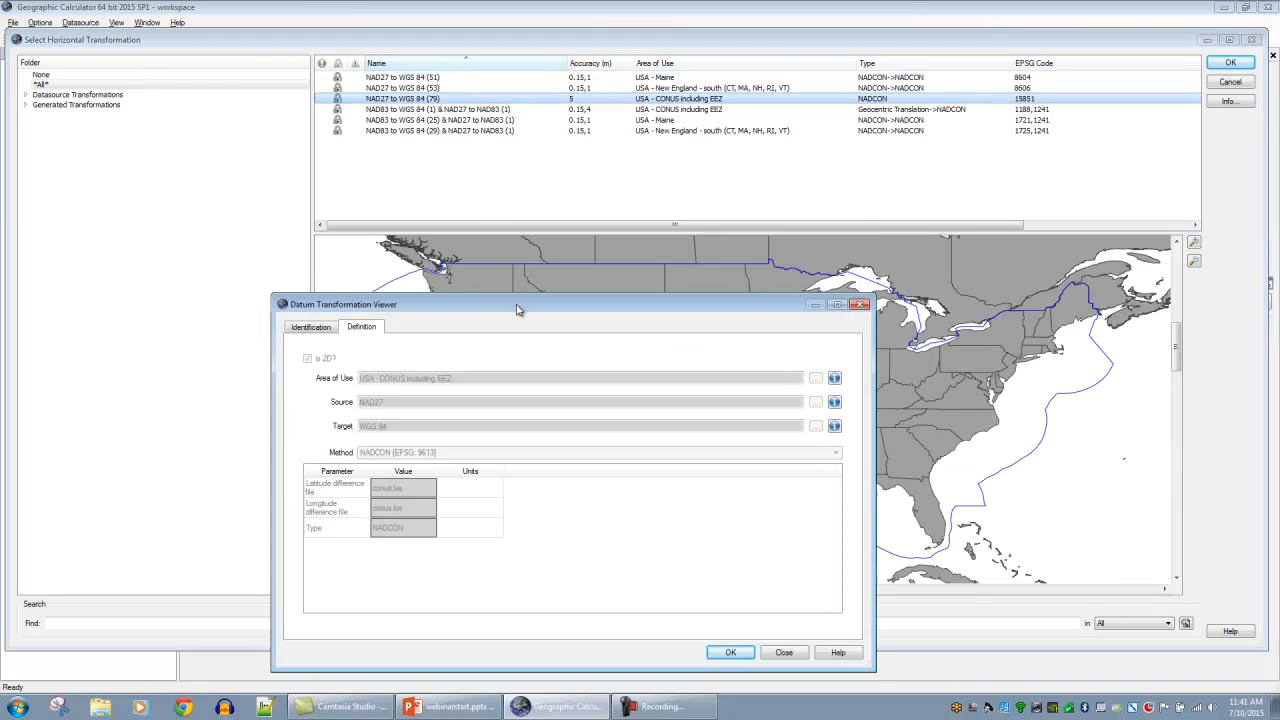 Geographic Calculator 64 bit 2015 SP1 - workspace
File Options Datasource View Window Help
Select Horizontal Transformation
Folder
None
*All*
Datasource Transformations
Generated Transformations
Name Accuracy (m) Area of Use Type EPSG Code
NAD27 to WGS 84 (51) 0.15,1 USA - Maine NADCON->NADCON 8604
NAD27 to WGS 84 (53) 0.15,1 USA - New England - south (CT, MA, NH, RI, VT) NADCON->NADCON 8606
NAD27 to WGS 84 (79) 5 USA - CONUS including EEZ NADCON 15851
NAD83 to WGS 84 (1) & NAD27 to NAD83 (1) 0.15,4 USA - CONUS including EEZ Geocentric Translation->NADCON 1188,1241
NAD83 to WGS 84 (25) & NAD27 to NAD83 (1) 0.15,1 USA - Maine NADCON->NADCON 1721,1241
NAD83 to WGS 84 (29) & NAD27 to NAD83 (1) 0.15,1 USA - New England - south (CT, MA, NH, RI, VT) NADCON->NADCON 1725,1241
OK
Cancel
Info...
Datum Transformation Viewer
Identification Definition
Is 2D?
Area of Use USA - CONUS including EEZ ...
Source NAD27 ...
Target WGS 84 ...
Method NADCON (EPSG: 9613)
Parameter Value Units
Latitude difference file conus.las
Longitude difference file conus.los
Type NADCON
OK Close Help
Search
Find: in All
Help
Ready
Camtasia Studio -... webinarstart.pptx ... Geographic Calcu... Recording...
11:41 AM
7/10/2015